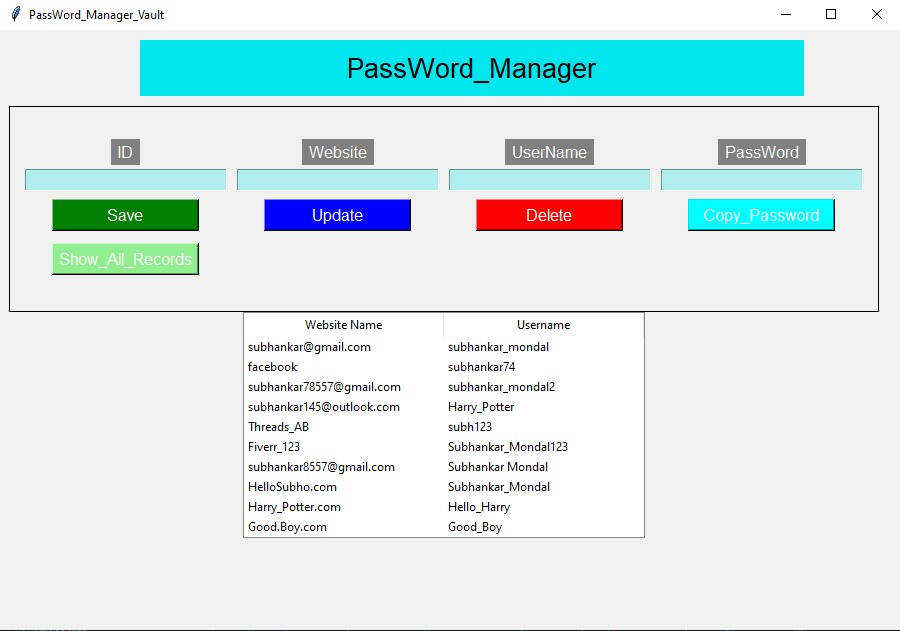 PassWord_Manager_Vault
PassWord_Manager
ID Website UserName PassWord
Save Update Delete Copy_Password
Show_All_Records
Website Name Username
subhankar@gmail.com subhankar_mondal
facebook subhankar74
subhankar78557@gmail.com subhankar_mondal2
subhankar145@outlook.com Harry_Potter
Threads_AB subh123
Fiverr_123 Subhankar_Mondal123
subhankar8557@gmail.com Subhankar Mondal
HelloSubho.com Subhankar_Mondal
Harry_Potter.com Hello_Harry
Good.Boy.com Good_Boy